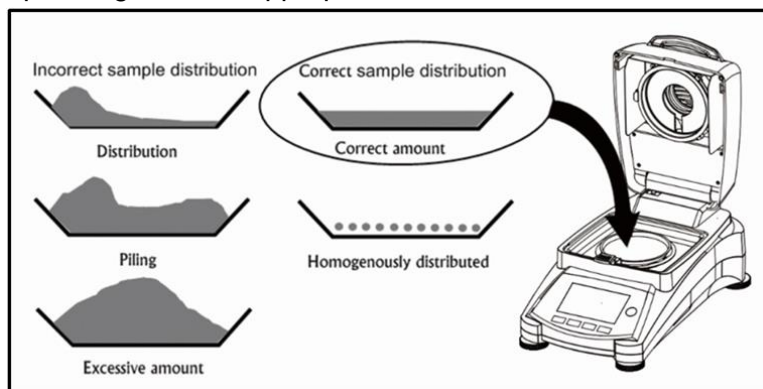 Incorrect sample distribution
Distribution
Piling
Excessive amount
Correct sample distribution
Correct amount
Homogenously distributed